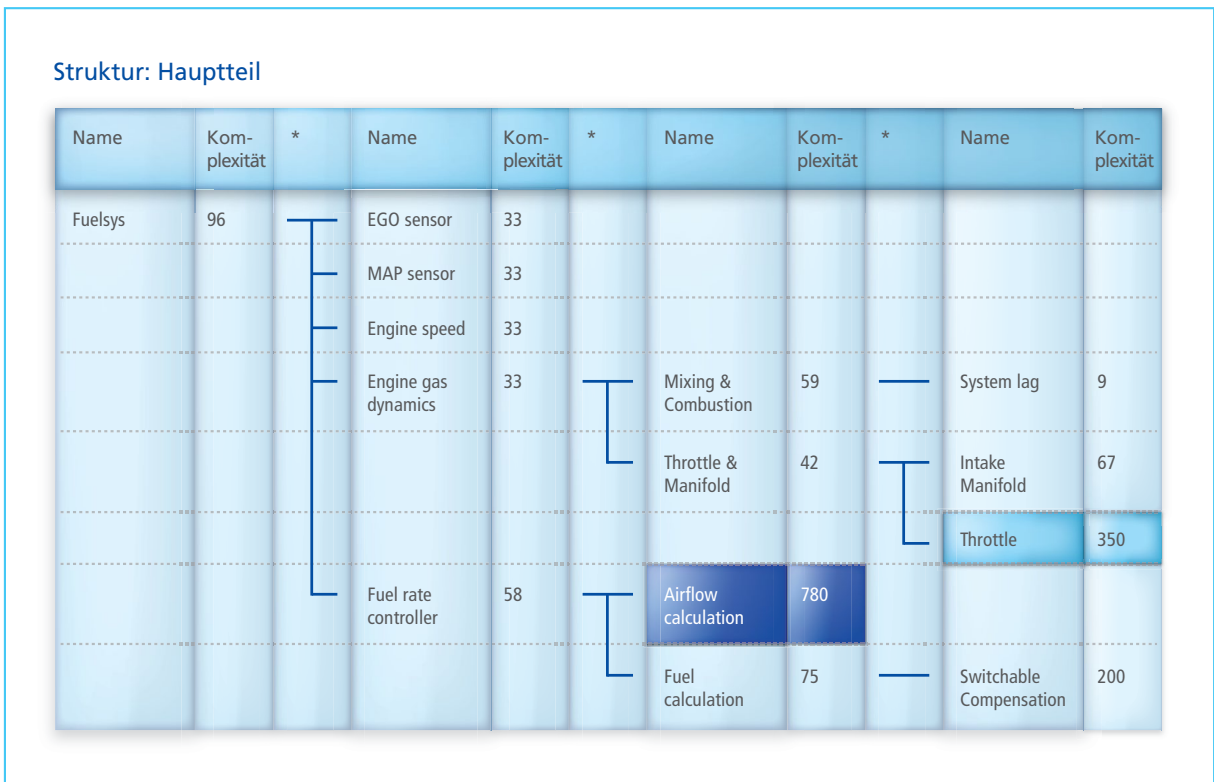 Struktur: Hauptteil
Name Kom- * Name Kom- * Name Kom- * Name Kom-
plexität plexität plexität plexität
Fuelsys 96 EGO sensor 33
MAP sensor 33
Engine speed 33
Engine gas 33 Mixing & 59 System lag 9
dynamics Combustion
Throttle & 42 Intake 67
Manifold Manifold
Throttle 350
Fuel rate 58 Airflow 780
controller calculation
Fuel 75 Switchable 200
calculation Compensation